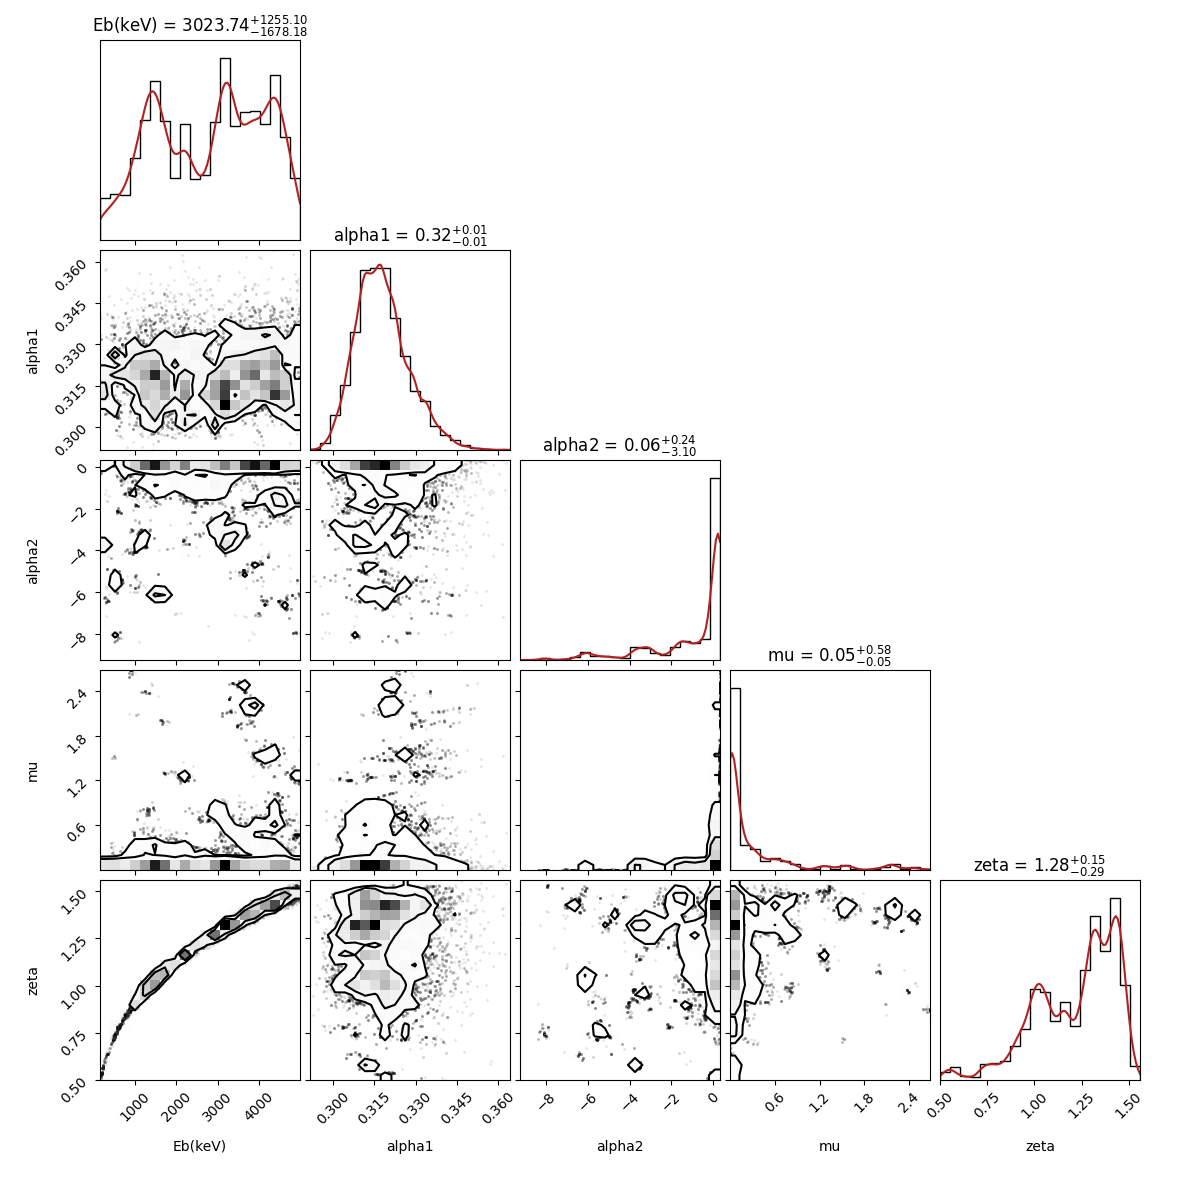 Eb(keV) = 3023.74+1255.10−1678.18
alpha1 = 0.32+0.01−0.01
0.360
0.345
0.330
0.315
0.300
alpha1
alpha2 = 0.06+0.24−3.10
0
−2
−4
−6
−8
alpha2
mu = 0.05+0.58−0.05
2.4
1.8
1.2
0.6
mu
zeta = 1.28+0.15−0.29
1.50
1.25
1.00
0.75
0.50
zeta
1000 2000 3000 4000
0.300 0.315 0.330 0.345 0.360
−8 −6 −4 −2 0
0.6 1.2 1.8 2.4
0.50 0.75 1.00 1.25 1.50
Eb(keV) alpha1 alpha2 mu zeta